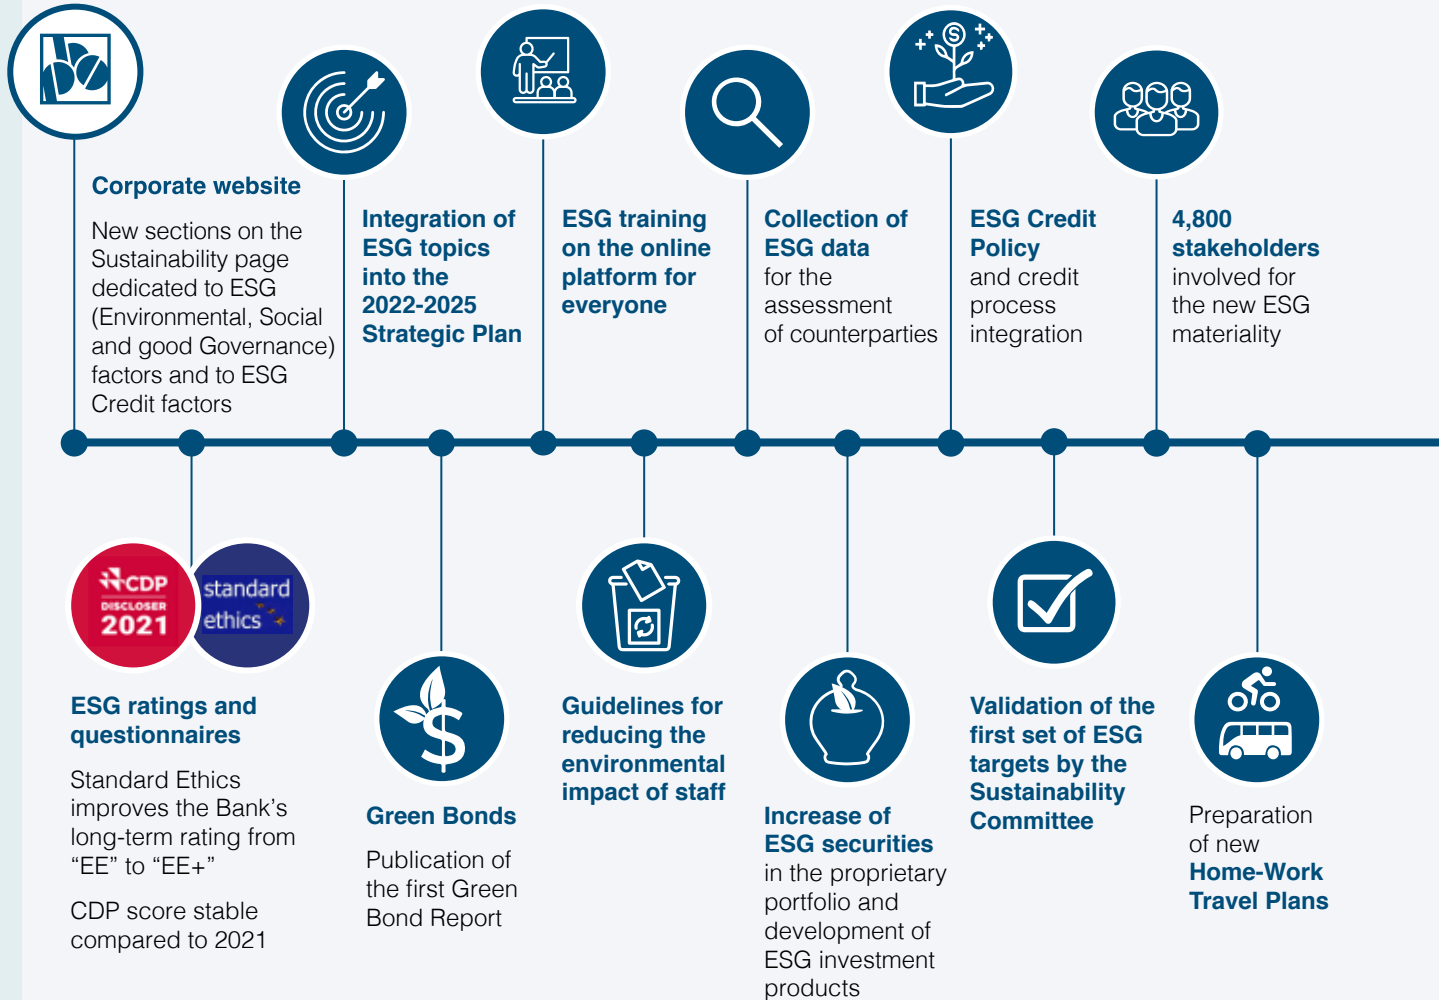 Corporate website
New sections on the
Sustainability page
dedicated to ESG
(Environmental, Social
and good Governance)
factors and to ESG
Credit factors
Integration of
ESG topics
into the
2022-2025
Strategic Plan
ESG training
on the online
platform for
everyone
Collection of
ESG data
for the
assessment
of counterparties
ESG Credit
Policy
and credit
process
integration
4,800
stakeholders
involved for
the new ESG
materiality
CDP
DISCLOSER
2021
standard
ethics
ESG ratings and
questionnaires
Standard Ethics
improves the Bank’s
long-term rating from
“EE” to “EE+”
CDP score stable
compared to 2021
$
Green Bonds
Publication of
the first Green
Bond Report
Guidelines for
reducing the
environmental
impact of staff
Increase of
ESG securities
in the proprietary
portfolio and
development of
ESG investment
products
Validation of the
first set of ESG
targets by the
Sustainability
Committee
Preparation
of new
Home-Work
Travel Plans